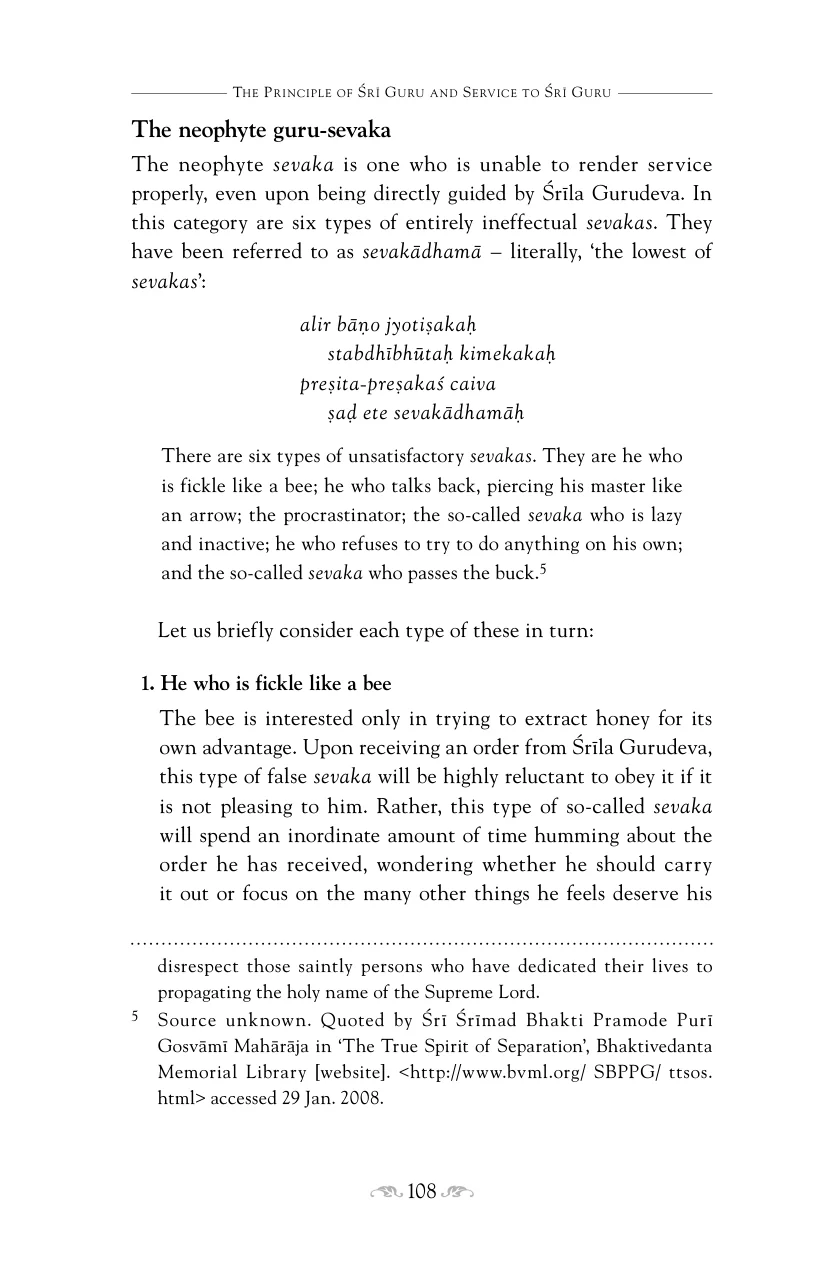 The Principle of Śrī Guru and Service to Śrī Guru
The neophyte guru-sevaka
The neophyte sevaka is one who is unable to render service
properly, even upon being directly guided by Śrīla Gurudeva. In
this category are six types of entirely ineffectual sevakas. They
have been referred to as sevakādhamā – literally, ‘the lowest of
sevakas’:
alir bāṇo jyotiṣakaḥ
stabdhībhūtaḥ kimekakaḥ
preṣita-preṣakaś caiva
ṣaḍ ete sevakādhamāḥ
There are six types of unsatisfactory sevakas. They are he who
is fickle like a bee; he who talks back, piercing his master like
an arrow; the procrastinator; the so-called sevaka who is lazy
and inactive; he who refuses to try to do anything on his own;
and the so-called sevaka who passes the buck.5
Let us briefly consider each type of these in turn:
1. He who is fickle like a bee
The bee is interested only in trying to extract honey for its
own advantage. Upon receiving an order from Śrīla Gurudeva,
this type of false sevaka will be highly reluctant to obey it if it
is not pleasing to him. Rather, this type of so-called sevaka
will spend an inordinate amount of time humming about the
order he has received, wondering whether he should carry
it out or focus on the many other things he feels deserve his
disrespect those saintly persons who have dedicated their lives to
propagating the holy name of the Supreme Lord.
5 Source unknown. Quoted by Śrī Śrīmad Bhakti Pramode Purī
Gosvāmī Mahārāja in ‘The True Spirit of Separation’, Bhaktivedanta
Memorial Library [website]. <http://www.bvml.org/ SBPPG/ ttsos.
html> accessed 29 Jan. 2008.
108